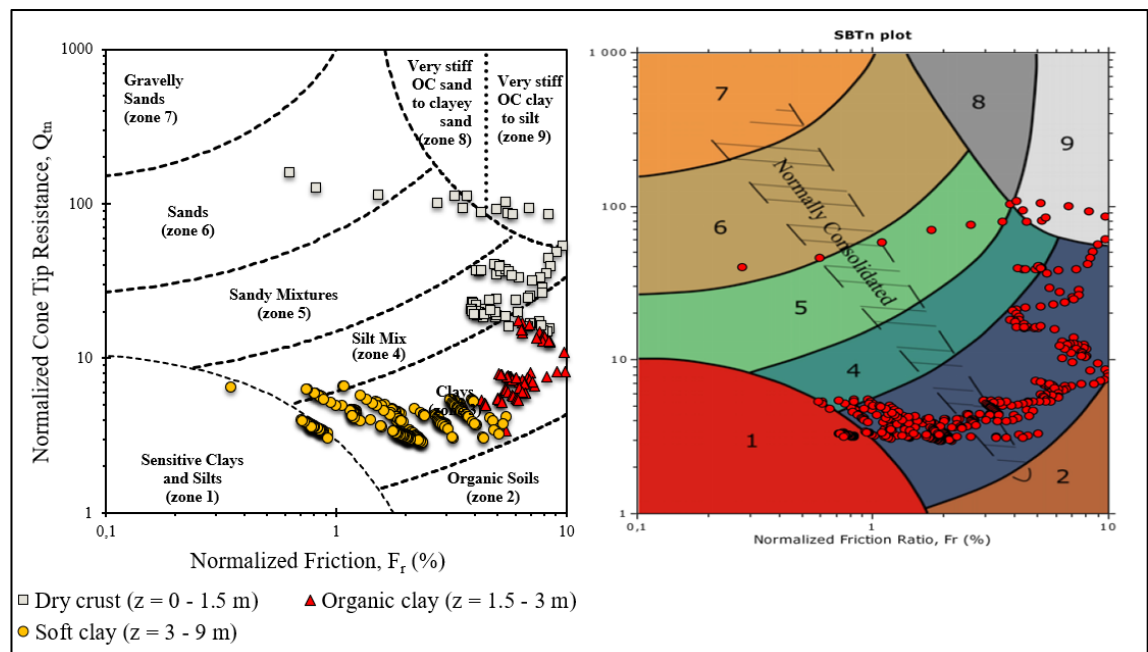 1000
100
10
1
0,1
1
10
Normalized Cone Tip Resistance, Qtn
Normalized Friction, Fr (%)
Gravelly
Sands
(zone 7)
Very stiff
OC sand
to clayey
sand
(zone 8)
Very stiff
OC clay
to silt
(zone 9)
Sands
(zone 6)
Sandy Mixtures
(zone 5)
Silt Mix
(zone 4)
Clays
Sensitive Clays
and Silts
(zone 1)
Organic Soils
(zone 2)
Dry crust (z = 0 - 1.5 m)
Organic clay (z = 1.5 - 3 m)
Soft clay (z = 3 - 9 m)
SBTn plot
1 000
100
10
1
0,1
1
10
Normalized Friction Ratio, Fr (%)
7
8
9
6
Normally Consolidated
5
4
1
2